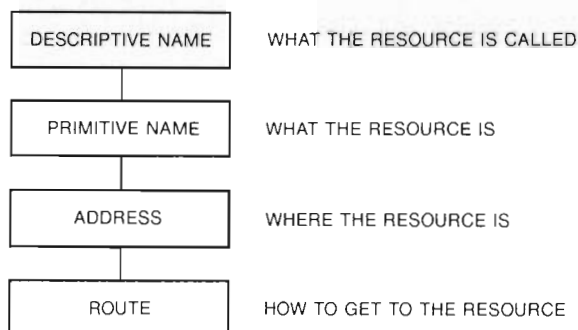 DESCRIPTIVE NAME WHAT THE RESOURCE IS CALLED
PRIMITIVE NAME WHAT THE RESOURCE IS
ADDRESS WHERE THE RESOURCE IS
ROUTE HOW TO GET TO THE RESOURCE